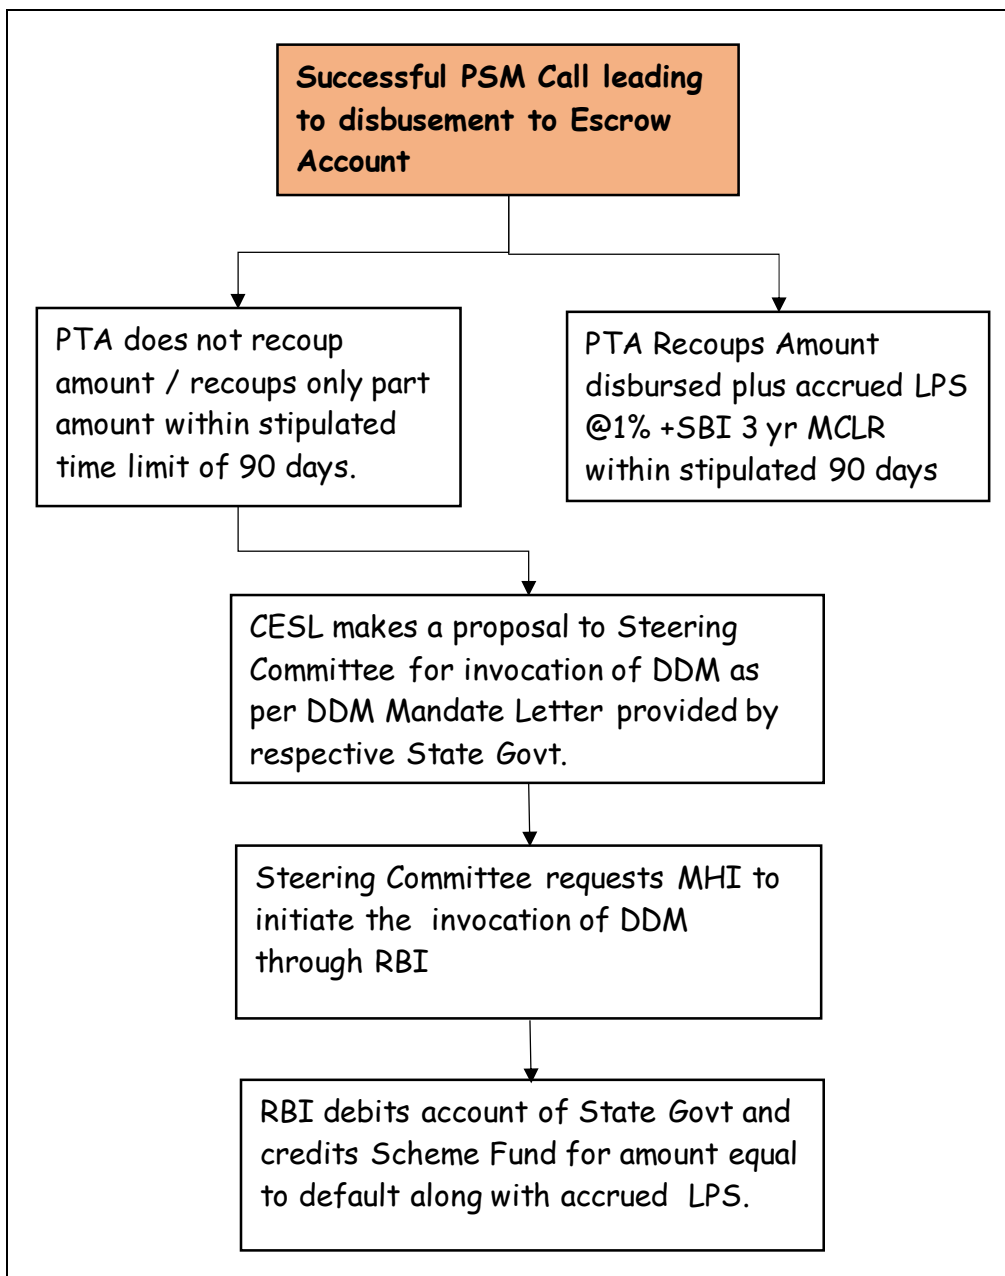 Successful PSM Call leading
to disbusement to Escrow
Account
PTA does not recoup
amount / recoups only part
amount within stipulated
time limit of 90 days.
PTA Recoups Amount
disbursed plus accrued LPS
@1% +SBI 3 yr MCLR
within stipulated 90 days
CESL makes a proposal to Steering
Committee for invocation of DDM as
per DDM Mandate Letter provided by
respective State Govt.
Steering Committee requests MHI to
initiate the invocation of DDM
through RBI
RBI debits account of State Govt and
credits Scheme Fund for amount equal
to default along with accrued LPS.